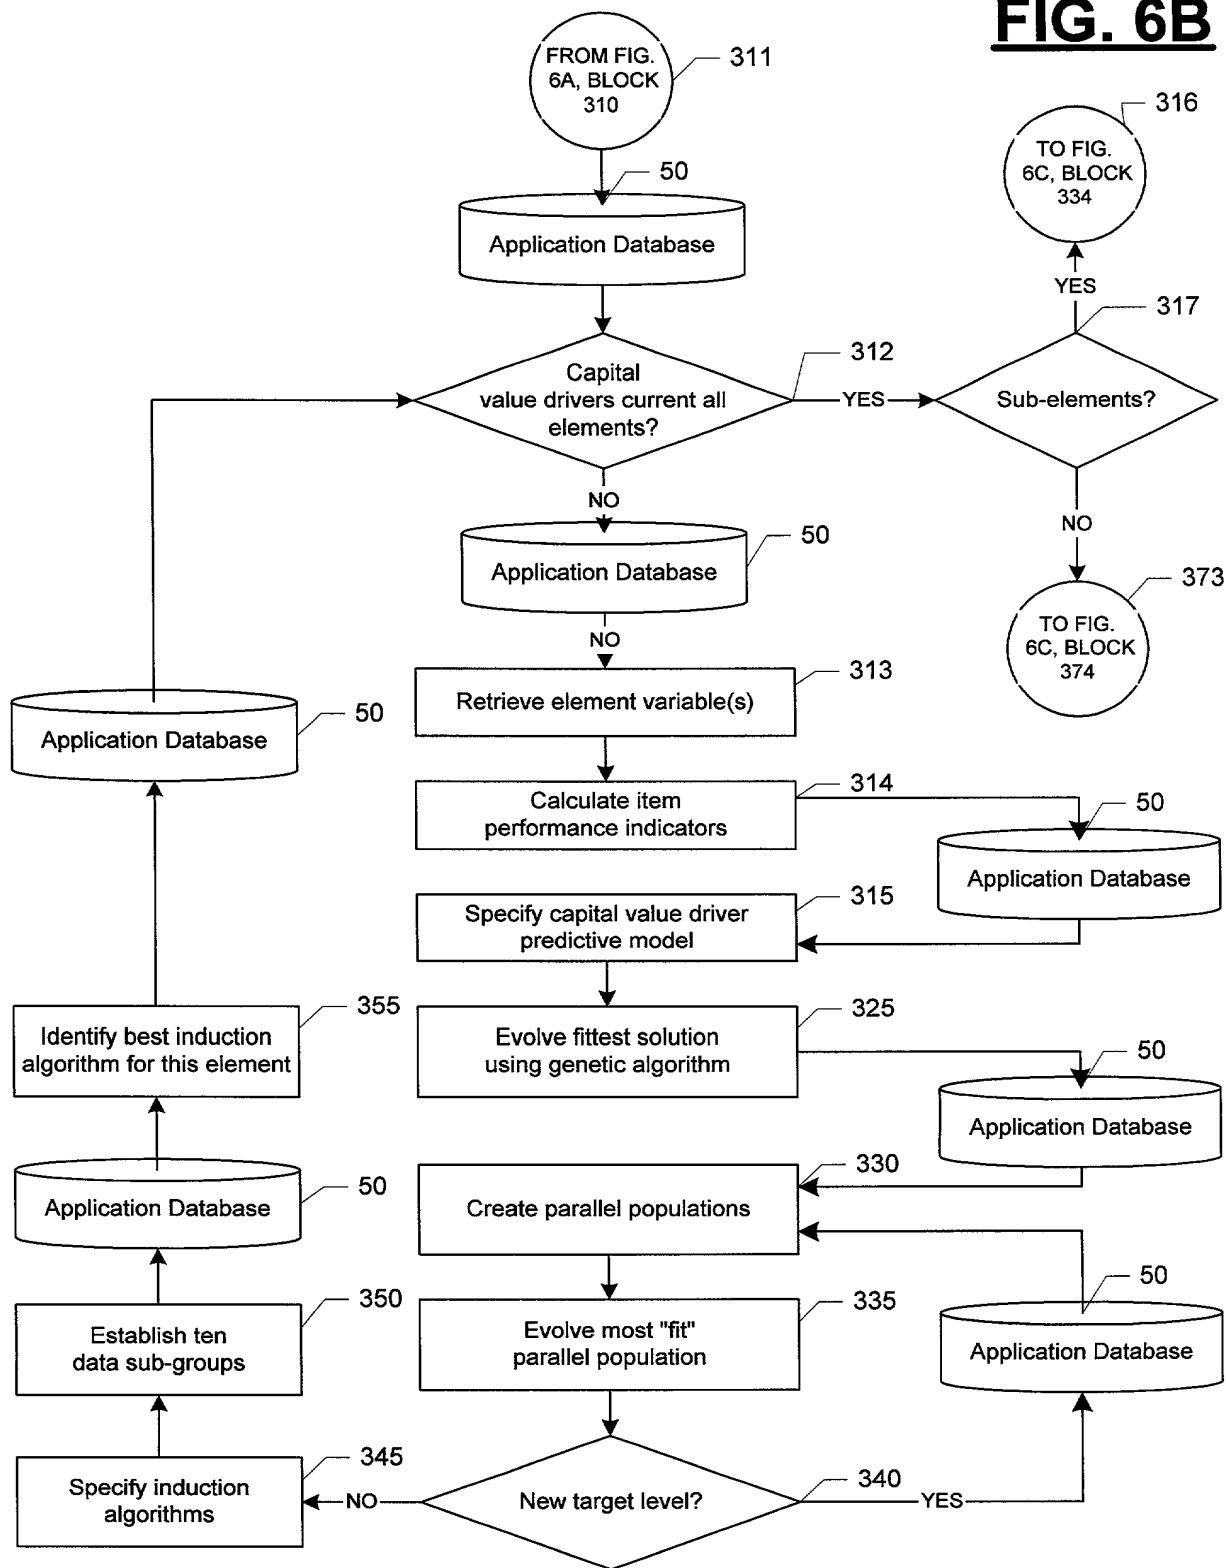 FIG. 6B
FROM FIG.
6A, BLOCK
310
311
316
TO FIG.
6C, BLOCK
334
50
Application Database
YES
317
312
Capital
value drivers current all
elements?
YES
Sub-elements?
NO
50
Application Database
NO
NO
373
TO FIG.
6C, BLOCK
374
313
Retrieve element variable(s)
50
Application Database
314
Calculate item
performance indicators
50
Application Database
315
Specify capital value driver
predictive model
355
Identify best induction
algorithm for this element
325
Evolve fittest solution
using genetic algorithm
50
Application Database
330
Create parallel populations
50
Application Database
350
Establish ten
data sub-groups
335
Evolve most "fit"
parallel population
50
Application Database
345
Specify induction
algorithms
NO
New target level?
340
YES